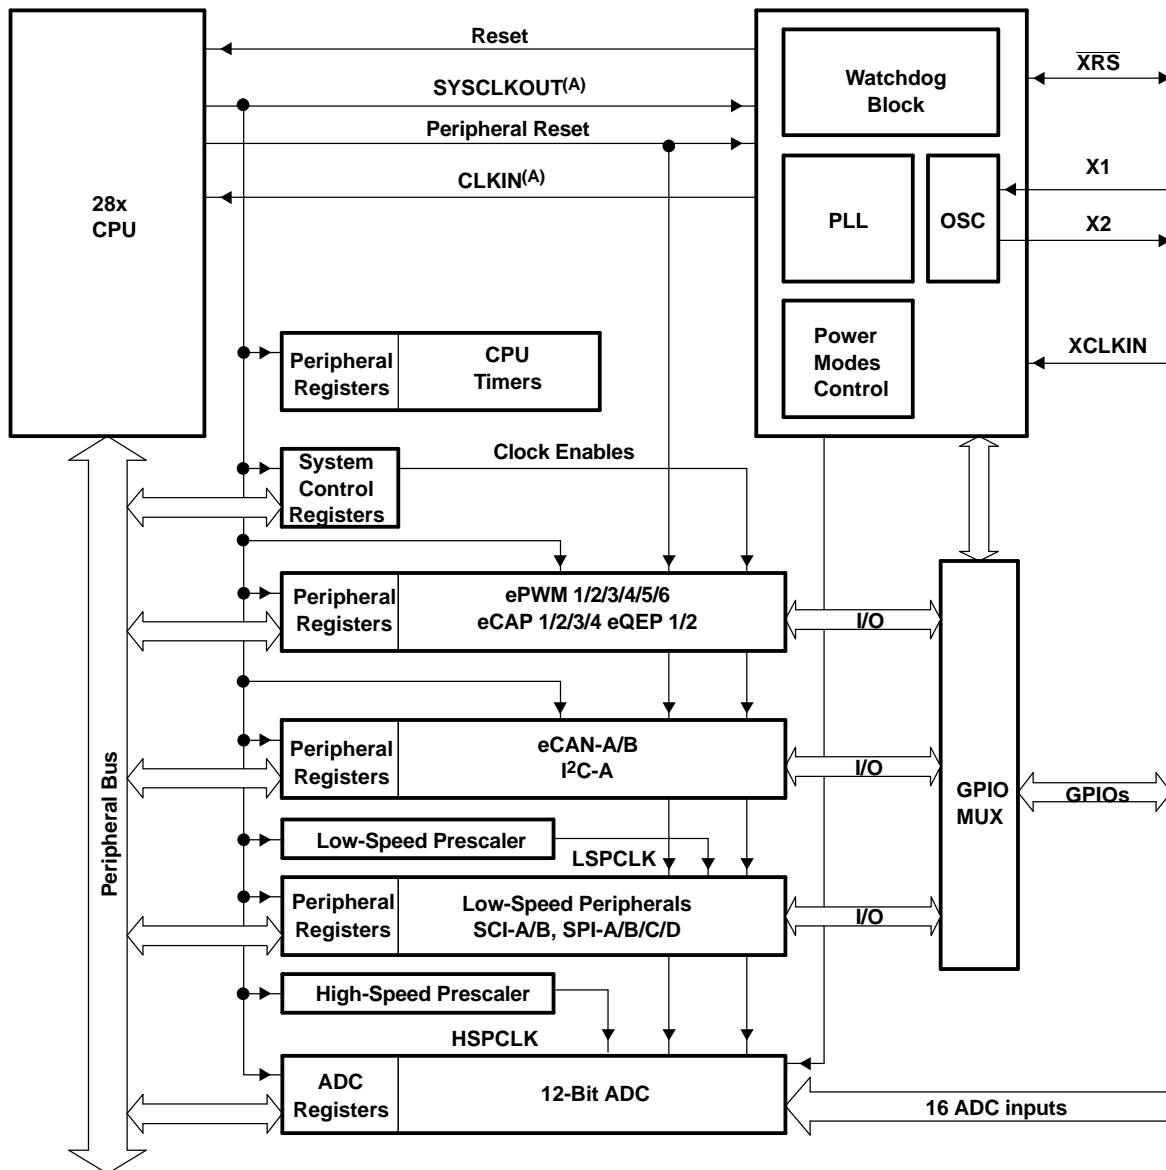 Reset
SYSCLKOUT(A)
Peripheral Reset
CLKIN(A)
28x
CPU
Watchdog
Block
PLL
OSC
Power
Modes
Control
XRS
X1
X2
XCLKIN
Peripheral
Registers
CPU
Timers
System
Control
Registers
Clock Enables
Peripheral
Registers
ePWM 1/2/3/4/5/6
eCAP 1/2/3/4 eQEP 1/2
I/O
Peripheral
Registers
eCAN-A/B
I2C-A
I/O
Peripheral Bus
GPIO
MUX
GPIOs
Low-Speed Prescaler
LSPCLK
Peripheral
Registers
Low-Speed Peripherals
SCI-A/B, SPI-A/B/C/D
I/O
High-Speed Prescaler
HSPCLK
ADC
Registers
12-Bit ADC
16 ADC inputs